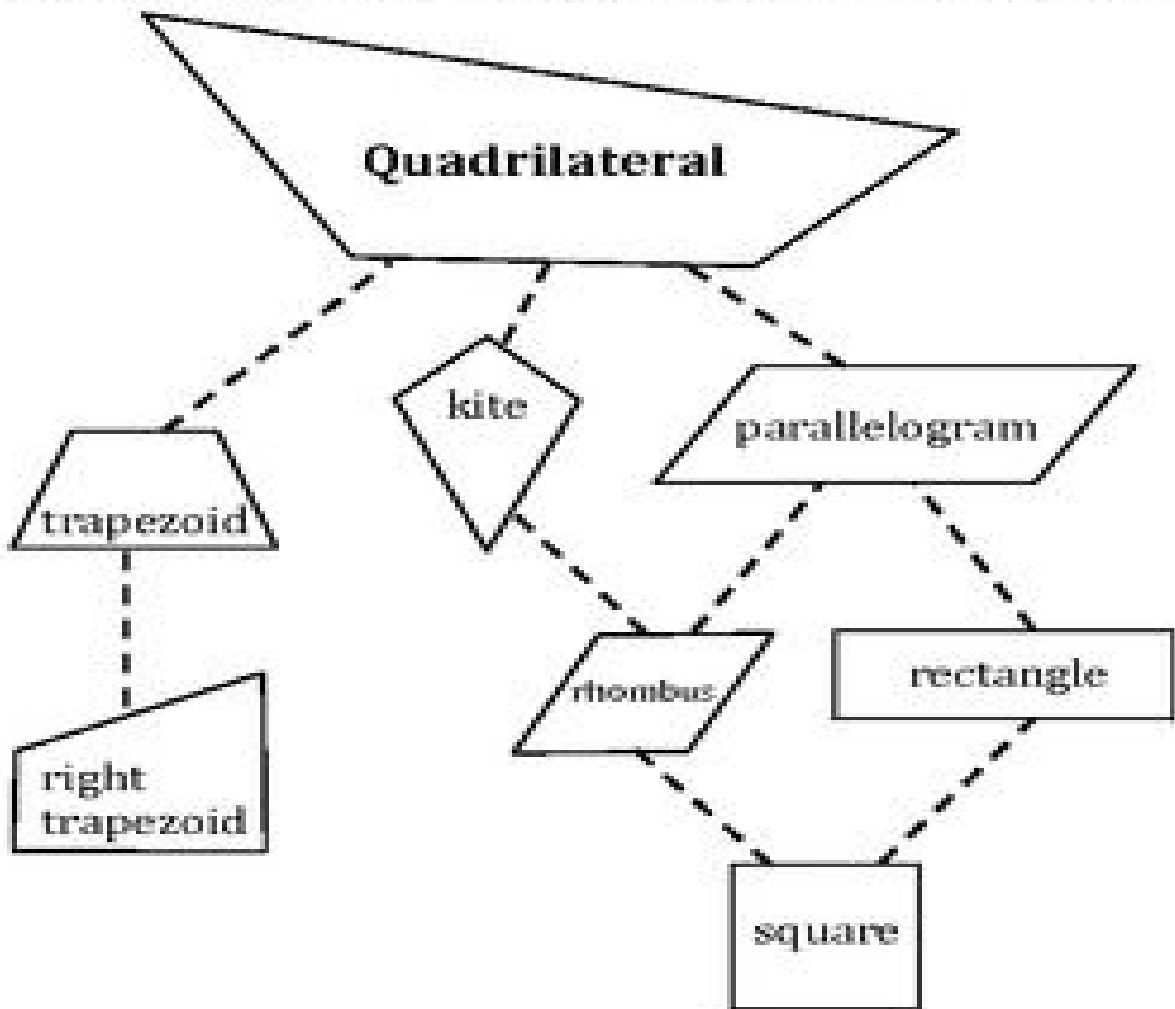 Quadrilateral
kite
parallelogram
trapezoid
rhombus
rectangle
right
trapezoid
square